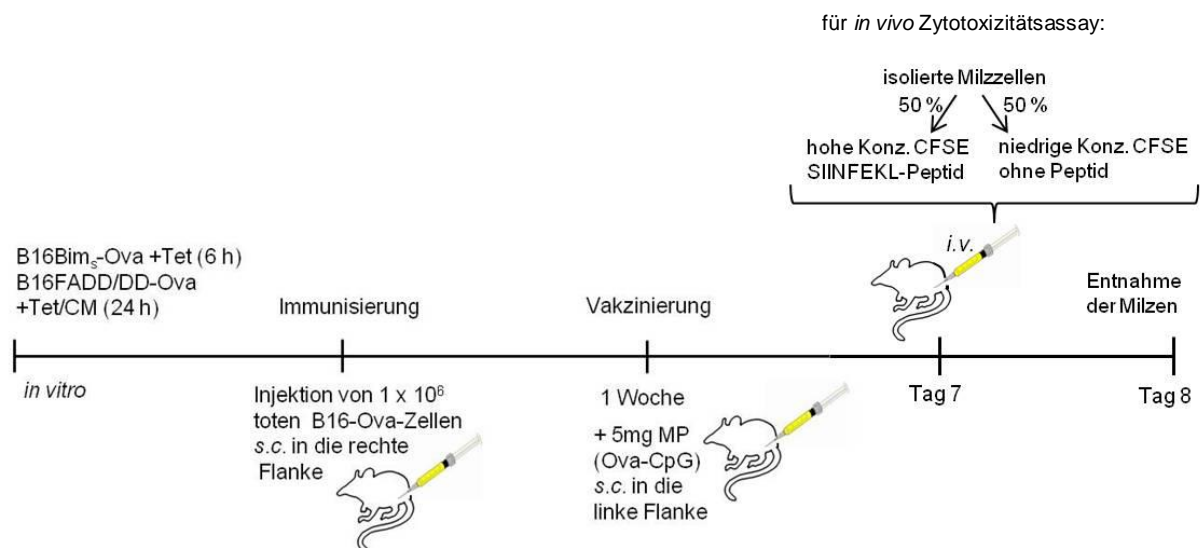 für in vivo Zytotoxizitätsassay:
isolierte Milzzellen
50 % 50 %
hohe Konz. CFSE
SIINFEKL-Peptid
niedrige Konz. CFSE
ohne Peptid
i.v.
B16Bimₛ-Ova +Tet (6 h)
B16FADD/DD-Ova
+Tet/CM (24 h)
Immunisierung
Vakzinierung
Entnahme
der Milzen
in vitro
Injektion von 1 x 10⁶
toten B16-Ova-Zellen
s.c. in die rechte
Flanke
1 Woche
+ 5mg MP
(Ova-CpG)
s.c. in die
linke Flanke
Tag 7
Tag 8